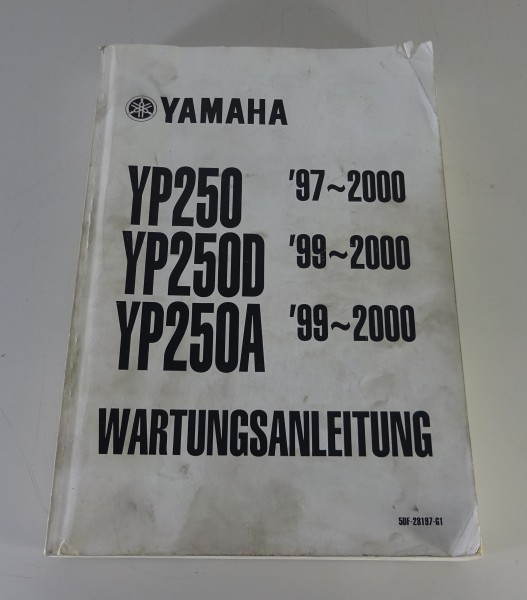 YAMAHA
YP250 '97~2000
YP250D '99~2000
YP250A '99~2000
WARTUNGSANLEITUNG
5DF-28197-G1